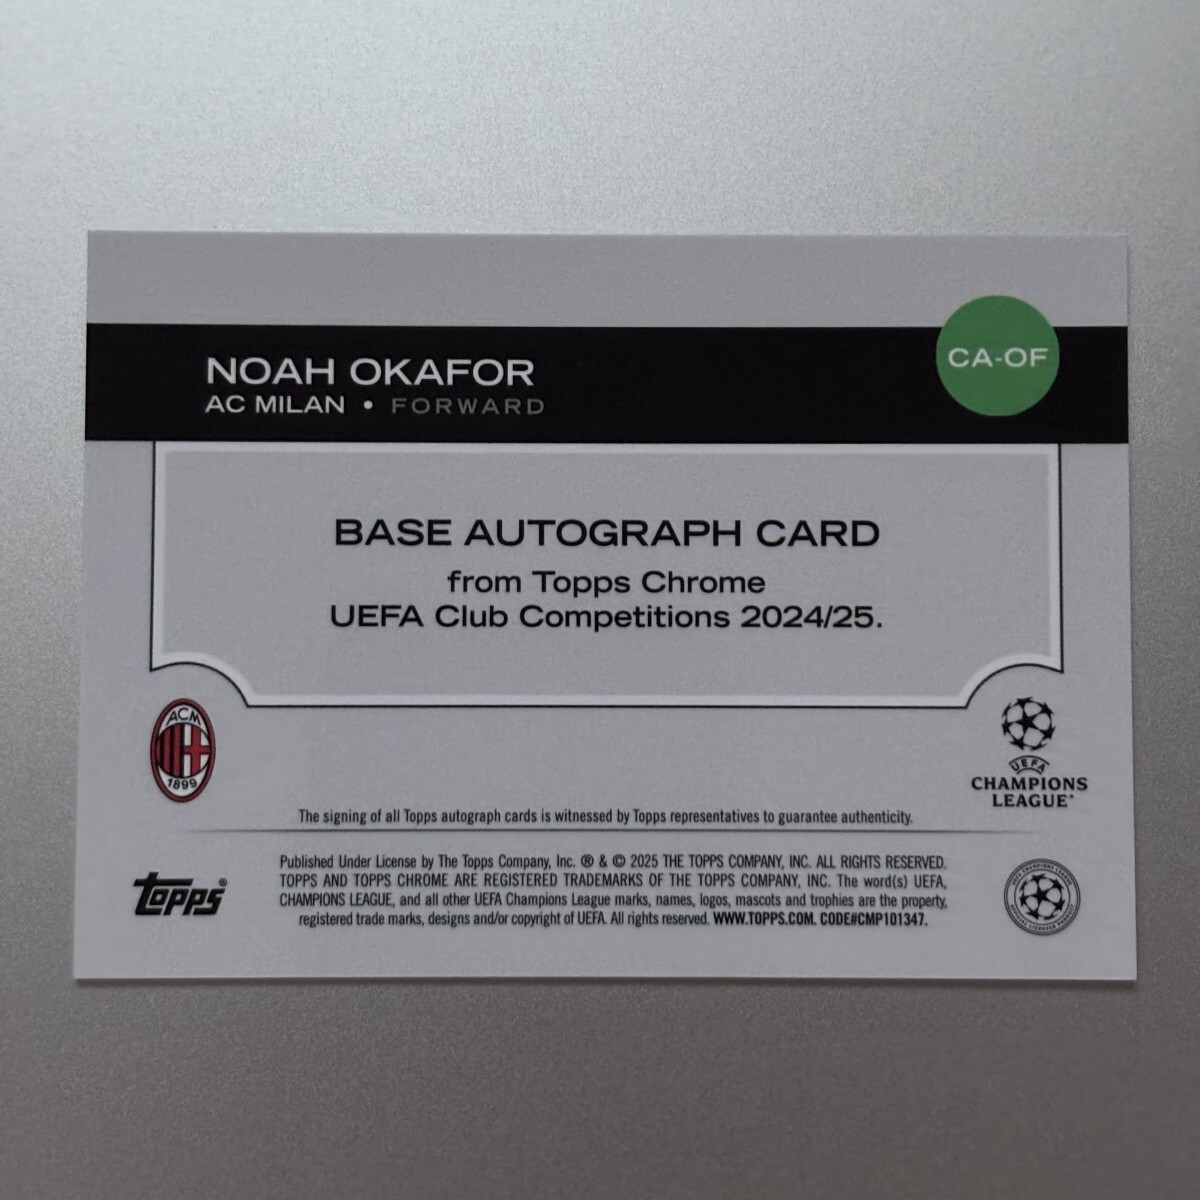 NOAH OKAFOR
AC MILAN • FORWARD
CA-OF
BASE AUTOGRAPH CARD
from Topps Chrome
UEFA Club Competitions 2024/25.
ACM
1899
UEFA
CHAMPIONS
LEAGUE
The signing of all Topps autograph cards is witnessed by Topps representatives to guarantee authenticity.
topps®
Published Under License by The Topps Company, Inc. ® & © 2025 THE TOPPS COMPANY, INC. ALL RIGHTS RESERVED.
TOPPS AND TOPPS CHROME ARE REGISTERED TRADEMARKS OF THE TOPPS COMPANY, INC. The word(s) UEFA,
CHAMPIONS LEAGUE, and all other UEFA Champions League marks, names, logos, mascots and trophies are the property,
registered trade marks, designs and/or copyright of UEFA. All rights reserved. WWW.TOPPS.COM. CODE#CMP101347.